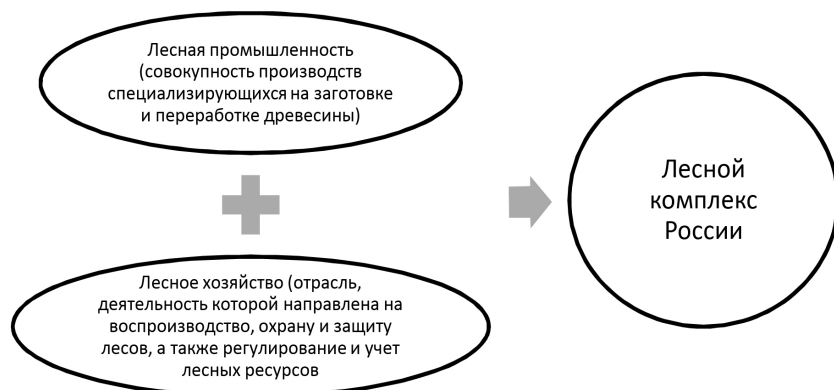 Лесная промышленность
(совокупность производств
специализирующихся на заготовке
и переработке древесины)
Лесное хозяйство (отрасль,
деятельность которой направлена на
воспроизводство, охрану и защиту
лесов, а также регулирование и учет
лесных ресурсов
Лесной
комплекс
России